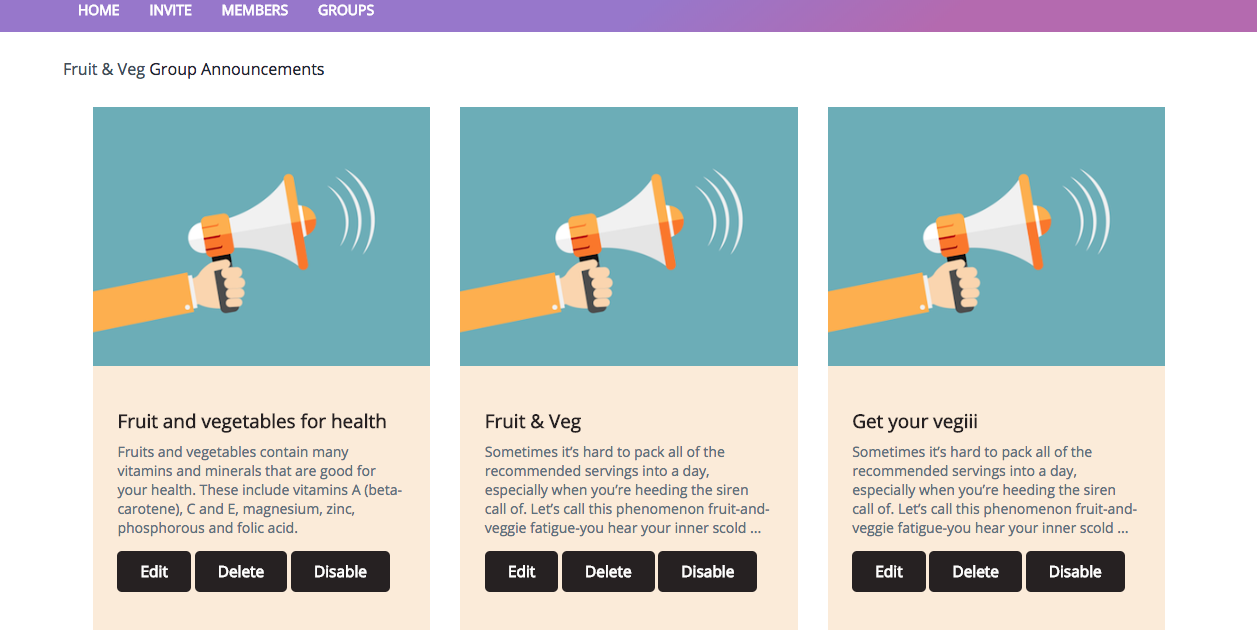 HOME INVITE MEMBERS GROUPS
Fruit & Veg Group Announcements
Fruit and vegetables for health
Fruits and vegetables contain many
vitamins and minerals that are good for
your health. These include vitamins A (beta-
carotene), C and E, magnesium, zinc,
phosphorous and folic acid.
Edit Delete Disable
Fruit & Veg
Sometimes it’s hard to pack all of the
recommended servings into a day,
especially when you’re heeding the siren
call of. Let’s call this phenomenon fruit-and-
veggie fatigue-you hear your inner scold ...
Edit Delete Disable
Get your vegiii
Sometimes it’s hard to pack all of the
recommended servings into a day,
especially when you’re heeding the siren
call of. Let’s call this phenomenon fruit-and-
veggie fatigue-you hear your inner scold ...
Edit Delete Disable